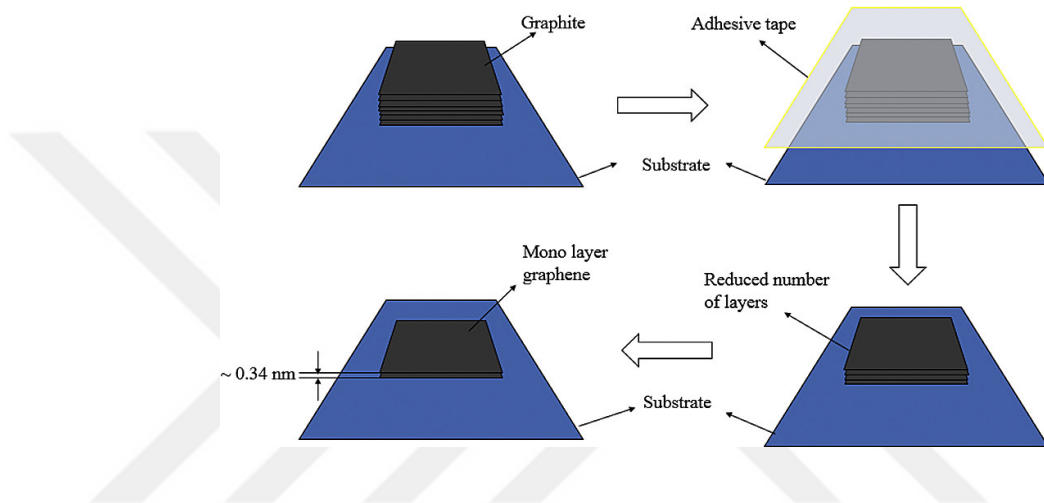 Graphite
Adhesive tape
Substrate
Mono layer
graphene
Reduced number
of layers
~ 0.34 nm
Substrate